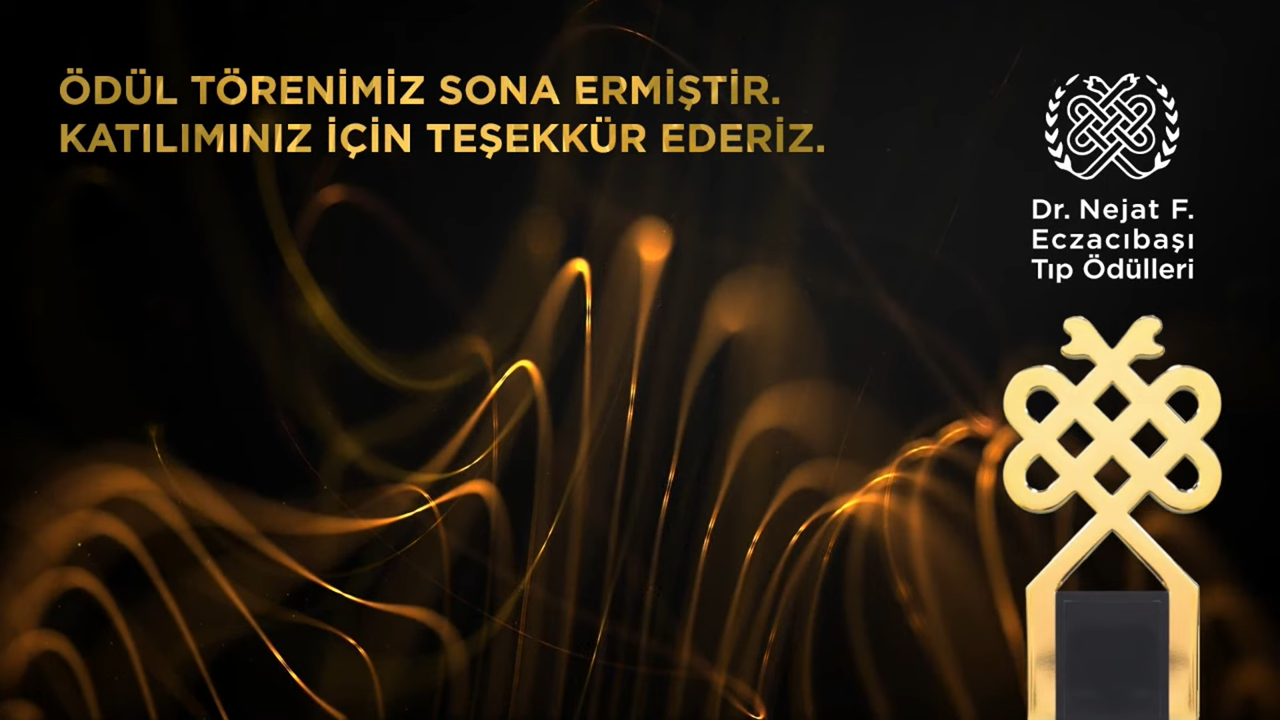 ÖDÜL TÖRENİMİZ SONA ERMİŞTİR.
KATILIMINIZ İÇİN TEŞEKKÜR EDERİZ.
Dr. Nejat F.
Eczacıbaşı
Tıp Ödülleri